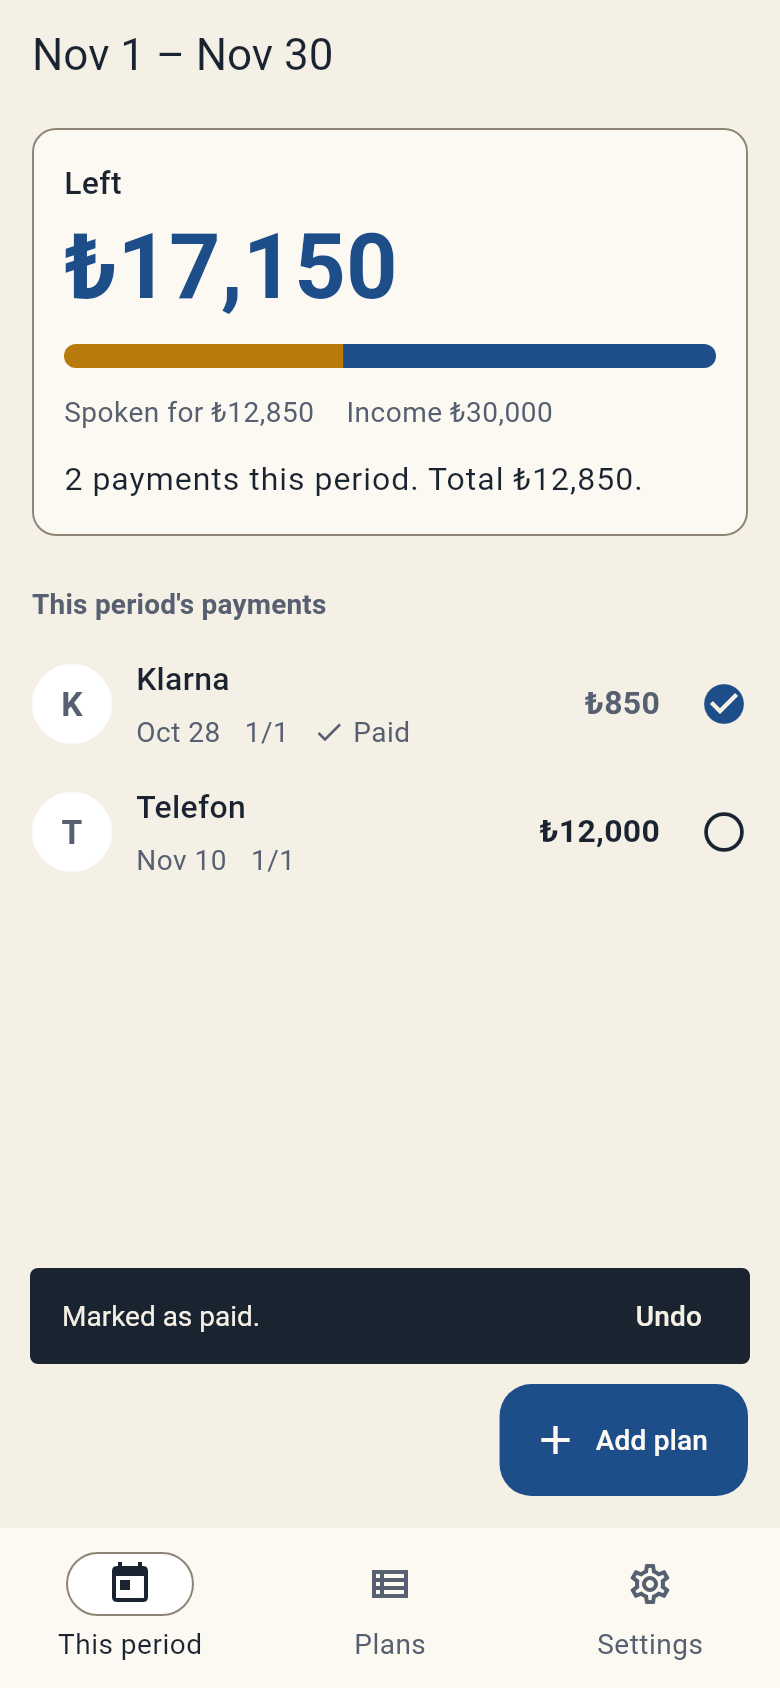 Nov 1 – Nov 30
Left
₺17,150
Spoken for ₺12,850 Income ₺30,000
2 payments this period. Total ₺12,850.
This period's payments
K
Klarna
Oct 28 1/1 Paid
₺850
T
Telefon
Nov 10 1/1
₺12,000
Marked as paid. Undo
Add plan
This period Plans Settings